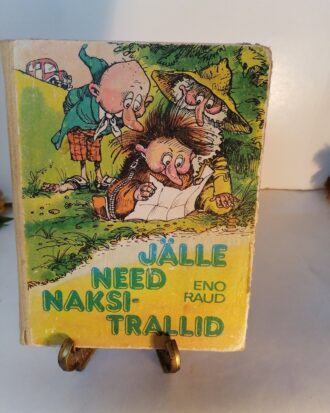 JÄLLE
NEED
NAKSI-
TRALLID
ENO
RAUD